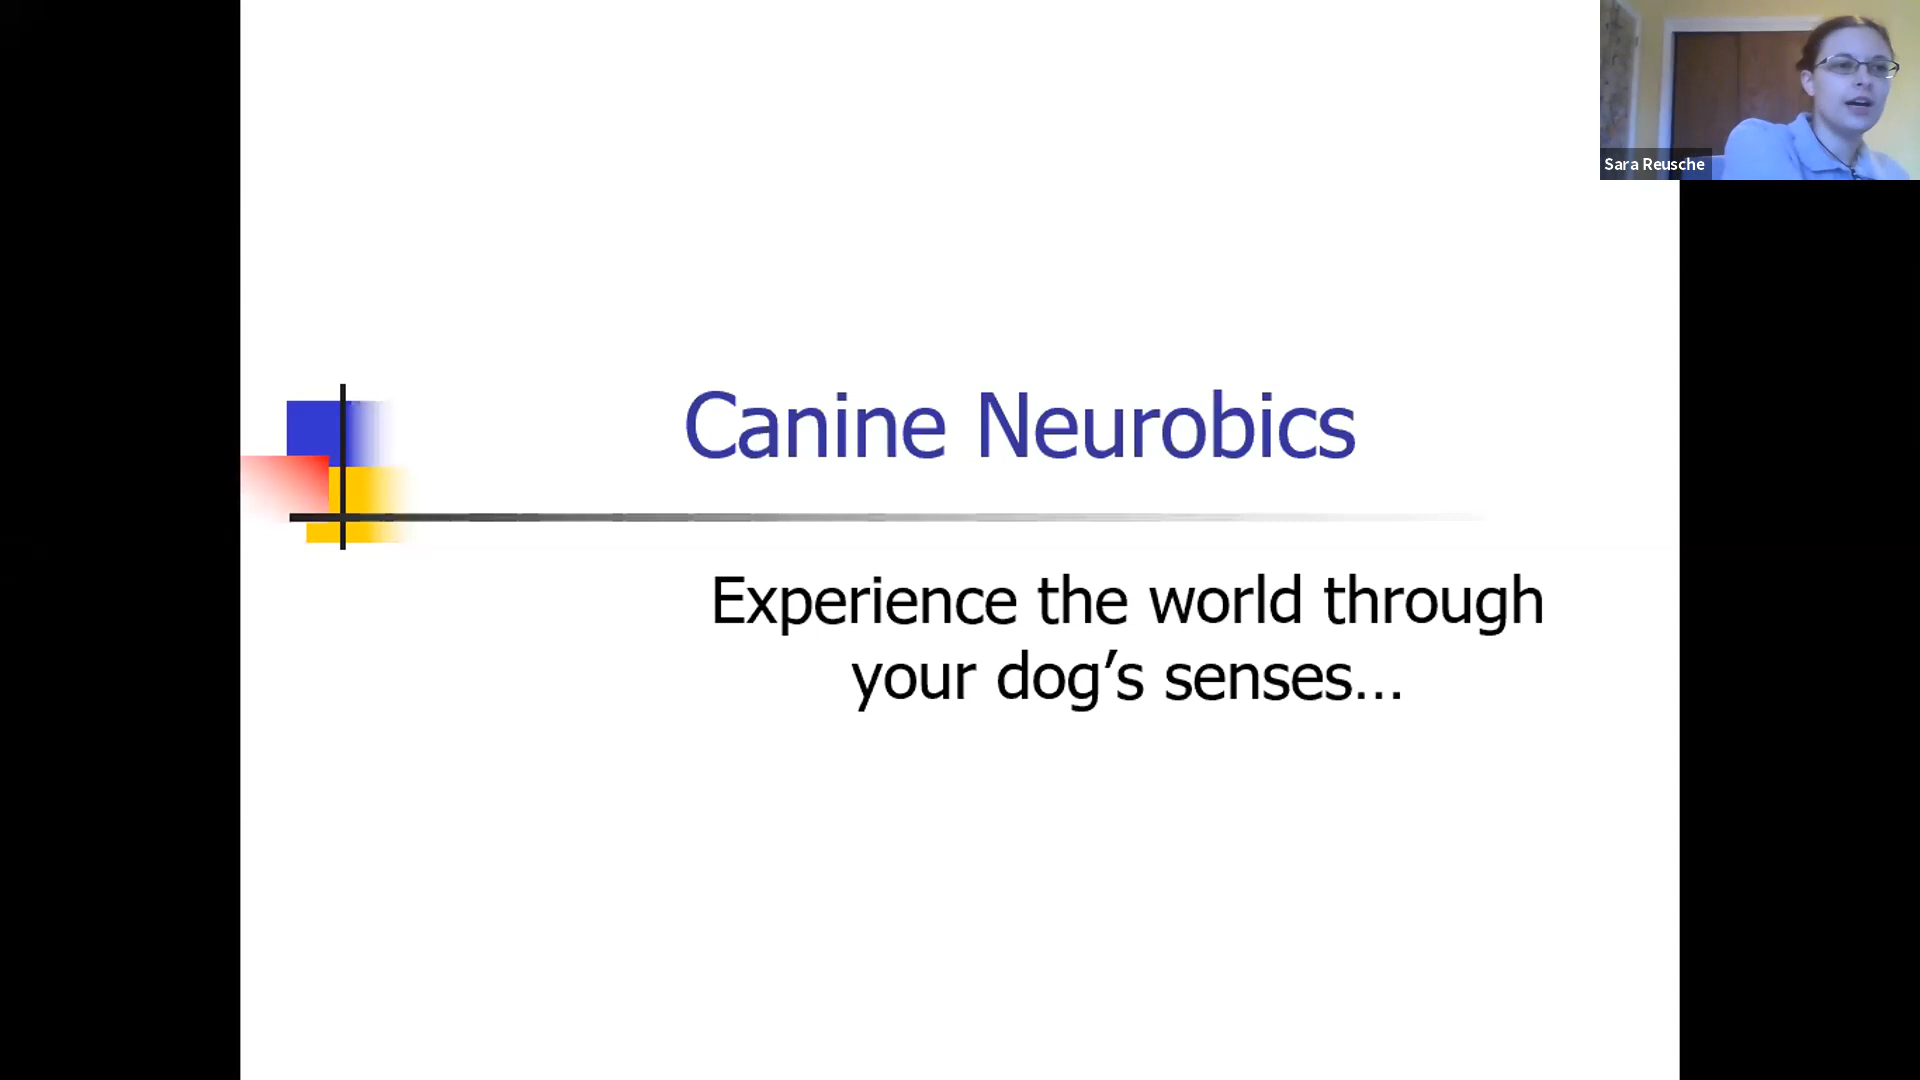 Sara Reusche
Canine Neurobics
Experience the world through
your dog’s senses…